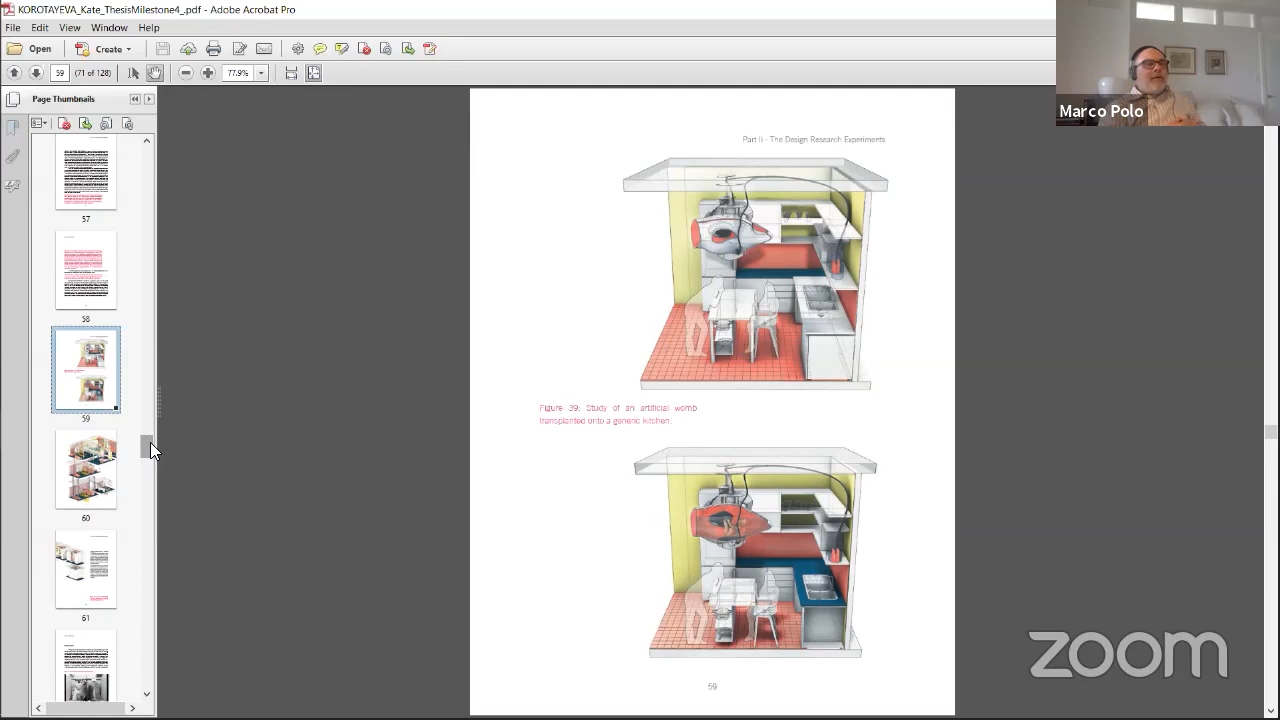 KOROTAYEVA_Kate_ThesisMilestone4_.pdf - Adobe Acrobat Pro
File Edit View Window Help
Open Create
59 (71 of 128) 77.9%
Page Thumbnails
57
58
59
60
61
Part II - The Design Research Experiments
Figure 39: Study of an artificial womb
transplanted onto a generic kitchen.
59
Marco Polo
zoom